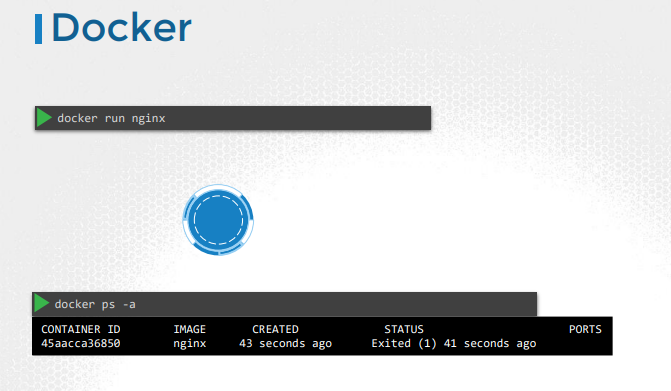 Docker
docker run nginx
docker ps -a
CONTAINER ID IMAGE CREATED STATUS PORTS
45aacca36850 nginx 43 seconds ago Exited (1) 41 seconds ago